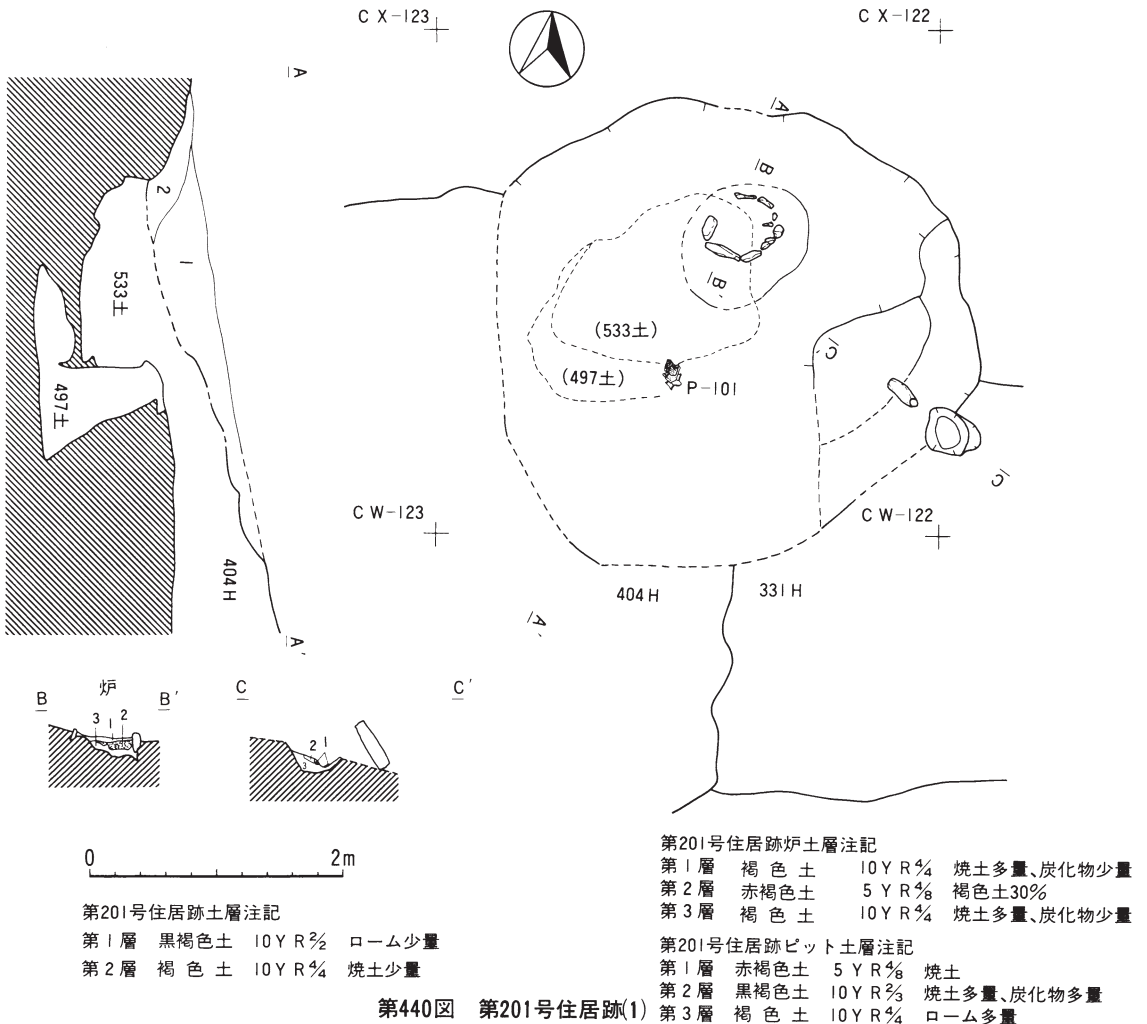 CX-123
CX-122
A
A
B
B'
C
C'
2
1
533土
497土
404H
A'
(533土)
(497土)
P-101
CW-123
CW-122
404H
331H
A'
炉
B
B'
3 1 2
C
C'
2 1
3
0 2m
第201号住居跡土層注記
第1層 黒褐色土 10YR2/2 ローム少量
第2層 褐色土 10YR4/4 焼土少量
第201号住居跡炉土層注記
第1層 褐色土 10YR4/4 焼土多量、炭化物少量
第2層 赤褐色土 5YR4/8 褐色土30%
第3層 褐色土 10YR4/4 焼土多量、炭化物少量
第201号住居跡ピット土層注記
第1層 赤褐色土 5YR4/8 焼土
第2層 黒褐色土 10YR2/3 焼土多量、炭化物多量
第3層 褐色土 10YR4/4 ローム多量
第440図 第201号住居跡(1)